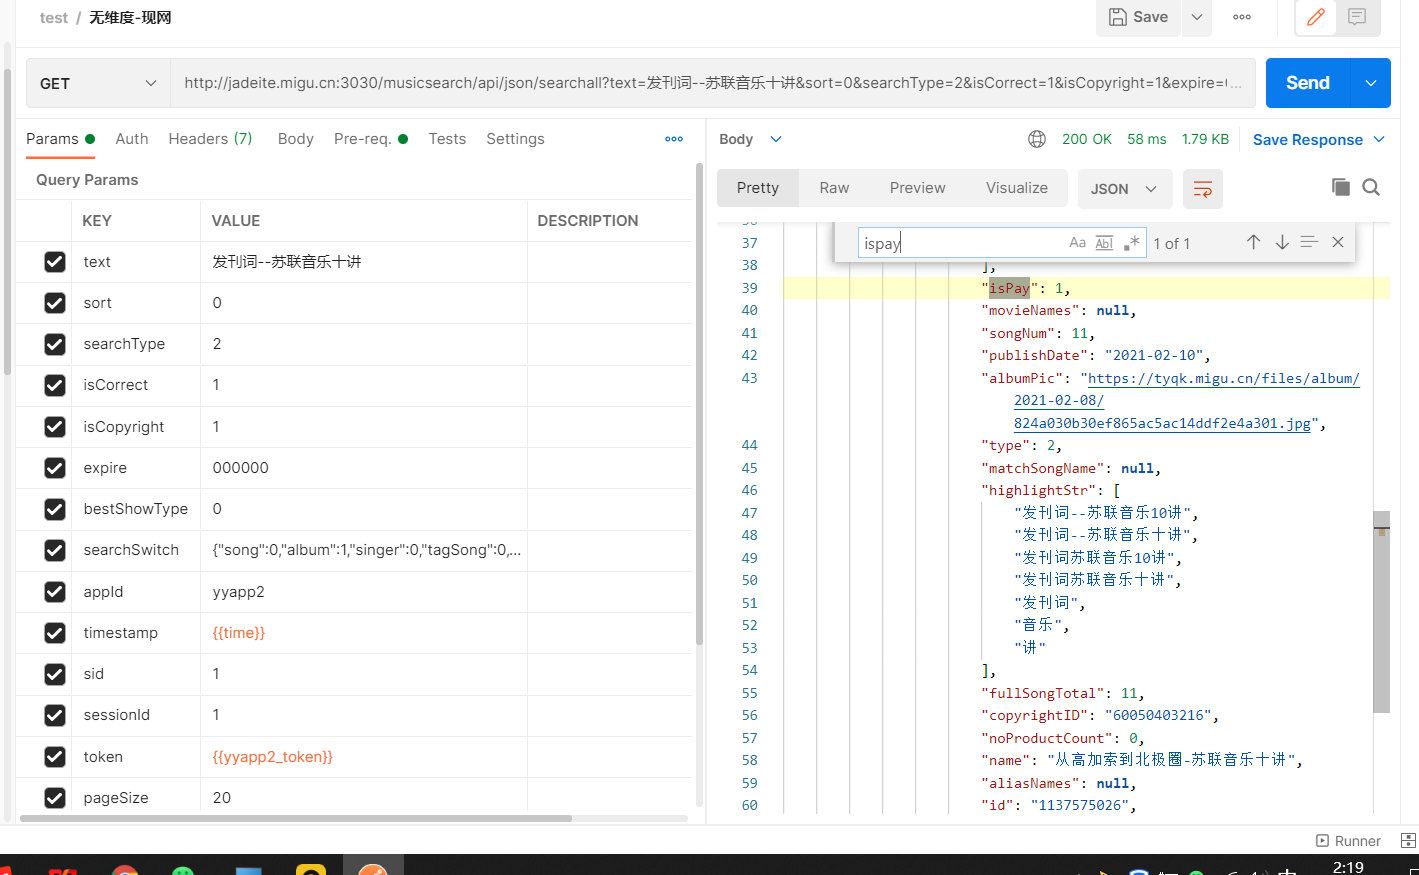 test / 无维度-现网
Save
GET
http://jadeite.migu.cn:3030/musicsearch/api/json/searchall?text=发刊词--苏联音乐十讲&sort=0&searchType=2&isCorrect=1&isCopyright=1&expire=...
Send
Params Auth Headers (7) Body Pre-req. Tests Settings
Query Params
KEY VALUE DESCRIPTION
text 发刊词--苏联音乐十讲
sort 0
searchType 2
isCorrect 1
isCopyright 1
expire 000000
bestShowType 0
searchSwitch {"song":0,"album":1,"singer":0,"tagSong":0,...
appId yyapp2
timestamp {{time}}
sid 1
sessionId 1
token {{yyapp2_token}}
pageSize 20
Body 200 OK 58 ms 1.79 KB Save Response
Pretty Raw Preview Visualize JSON
ispay Aa Abl .* 1 of 1
37
38 ],
39 "isPay": 1,
40 "movieNames": null,
41 "songNum": 11,
42 "publishDate": "2021-02-10",
43 "albumPic": "https://tyqk.migu.cn/files/album/
2021-02-08/
824a030b30ef865ac5ac14ddf2e4a301.jpg",
44 "type": 2,
45 "matchSongName": null,
46 "highlightStr": [
47 "发刊词--苏联音乐10讲",
48 "发刊词--苏联音乐十讲",
49 "发刊词苏联音乐10讲",
50 "发刊词苏联音乐十讲",
51 "发刊词",
52 "音乐",
53 "讲"
54 ],
55 "fullSongTotal": 11,
56 "copyrightID": "60050403216",
57 "noProductCount": 0,
58 "name": "从高加索到北极圈-苏联音乐十讲",
59 "aliasNames": null,
60 "id": "1137575026",
Runner
2:19